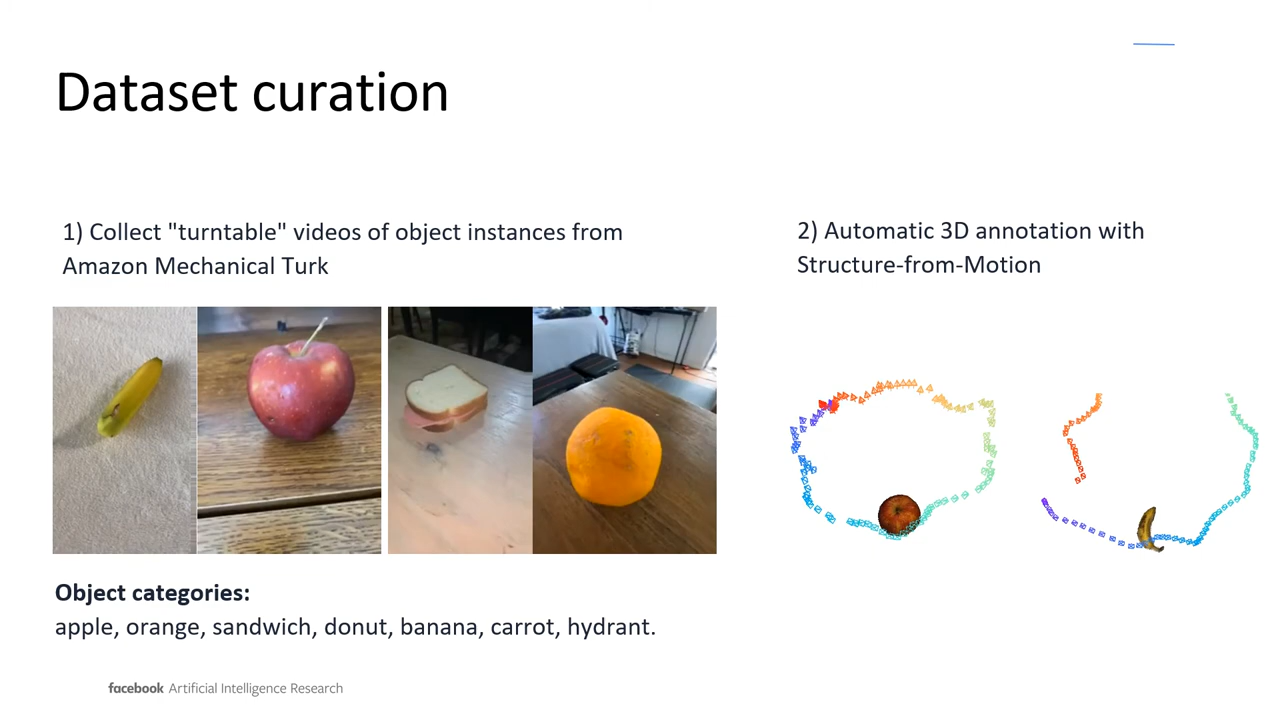 Dataset curation
1) Collect "turntable" videos of object instances from
Amazon Mechanical Turk
2) Automatic 3D annotation with
Structure-from-Motion
Object categories:
apple, orange, sandwich, donut, banana, carrot, hydrant.
facebook Artificial Intelligence Research